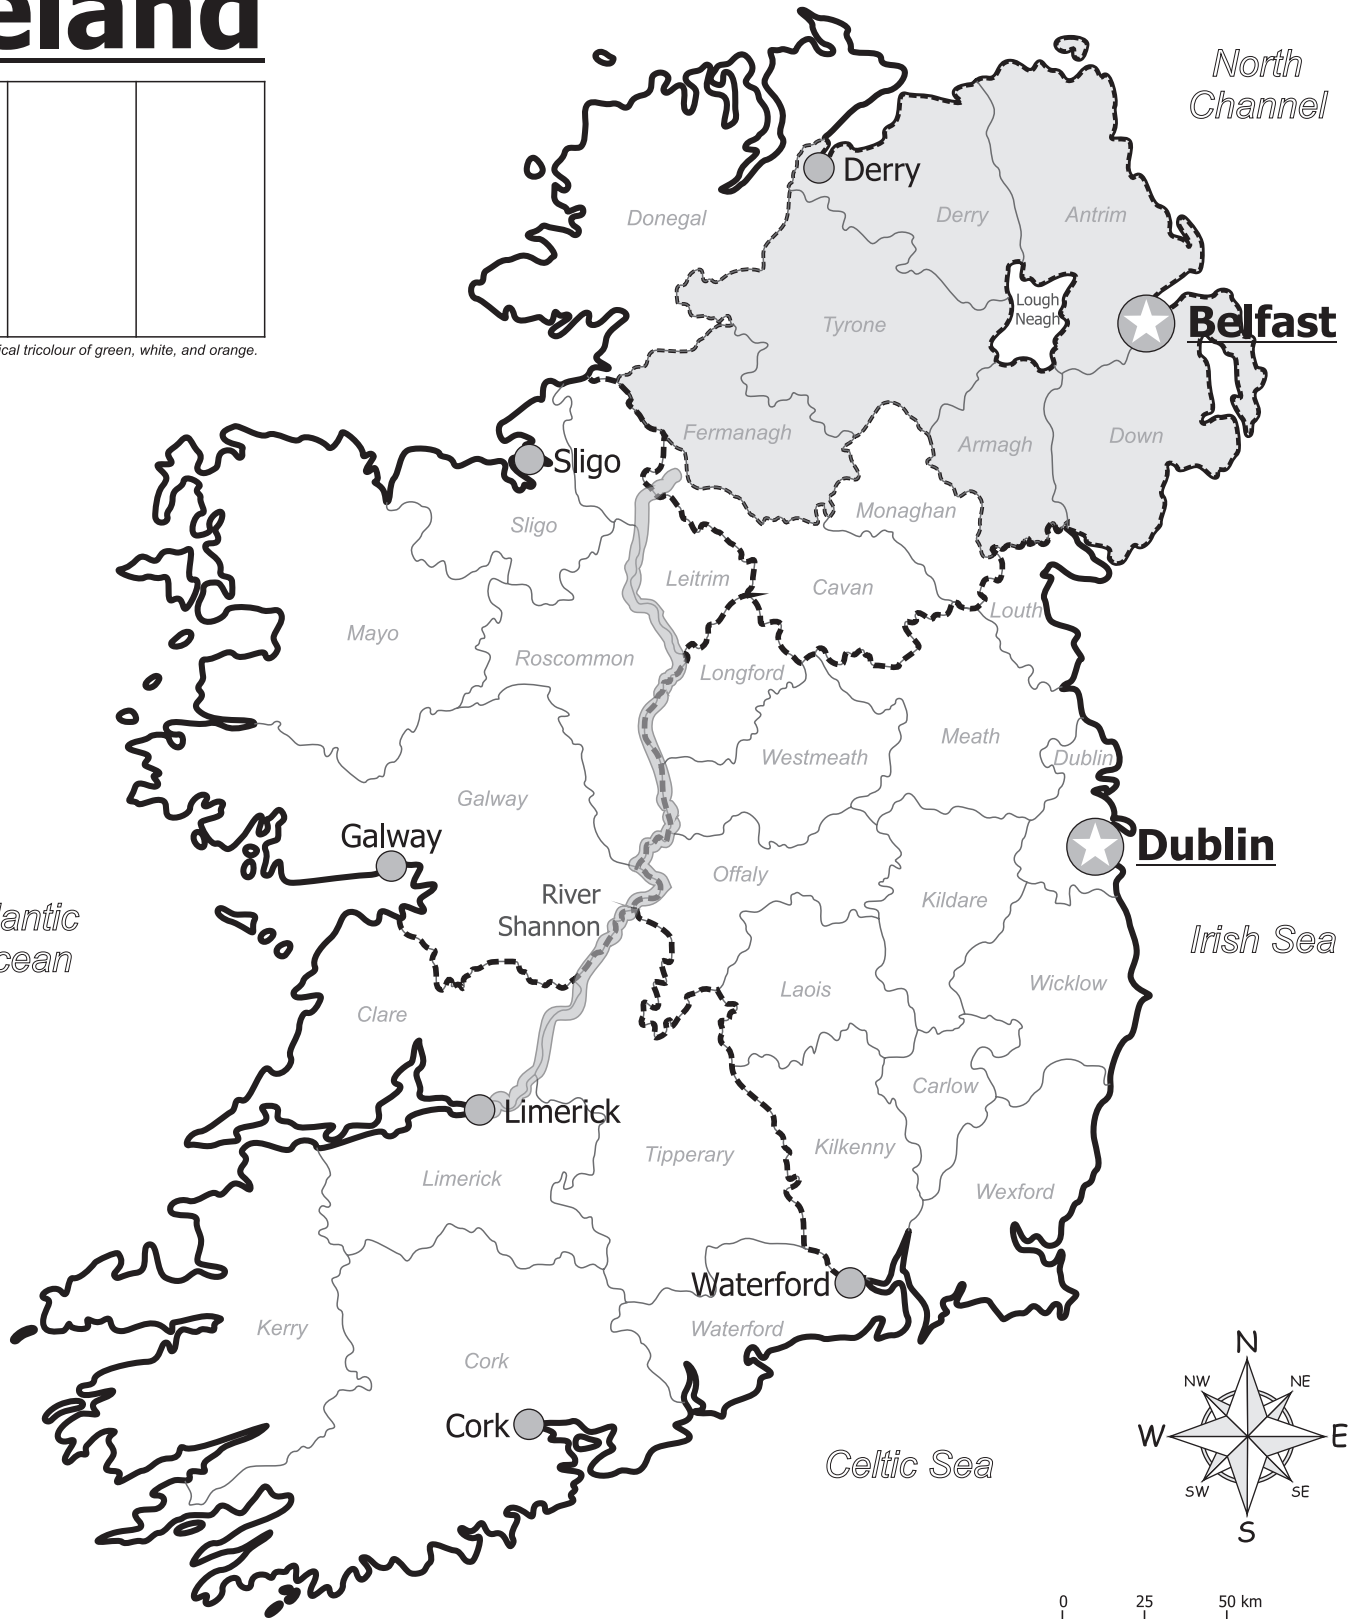 eland
ical tricolour of green, white, and orange.
North
Channel
Derry
Donegal
Derry
Antrim
Lough
Neagh
Tyrone
Belfast
Fermanagh
Armagh
Down
Sligo
Monaghan
Sligo
Leitrim
Cavan
Louth
Mayo
Roscommon
Longford
Meath
Westmeath
Dublin
Galway
Galway
Dublin
Offaly
River
Shannon
Kildare
lantic
cean
Irish Sea
Laois
Wicklow
Clare
Carlow
Limerick
Tipperary
Kilkenny
Limerick
Wexford
Waterford
Kerry
Waterford
Cork
Cork
Celtic Sea
N
NW
NE
W
E
SW
SE
S
0 25 50 km